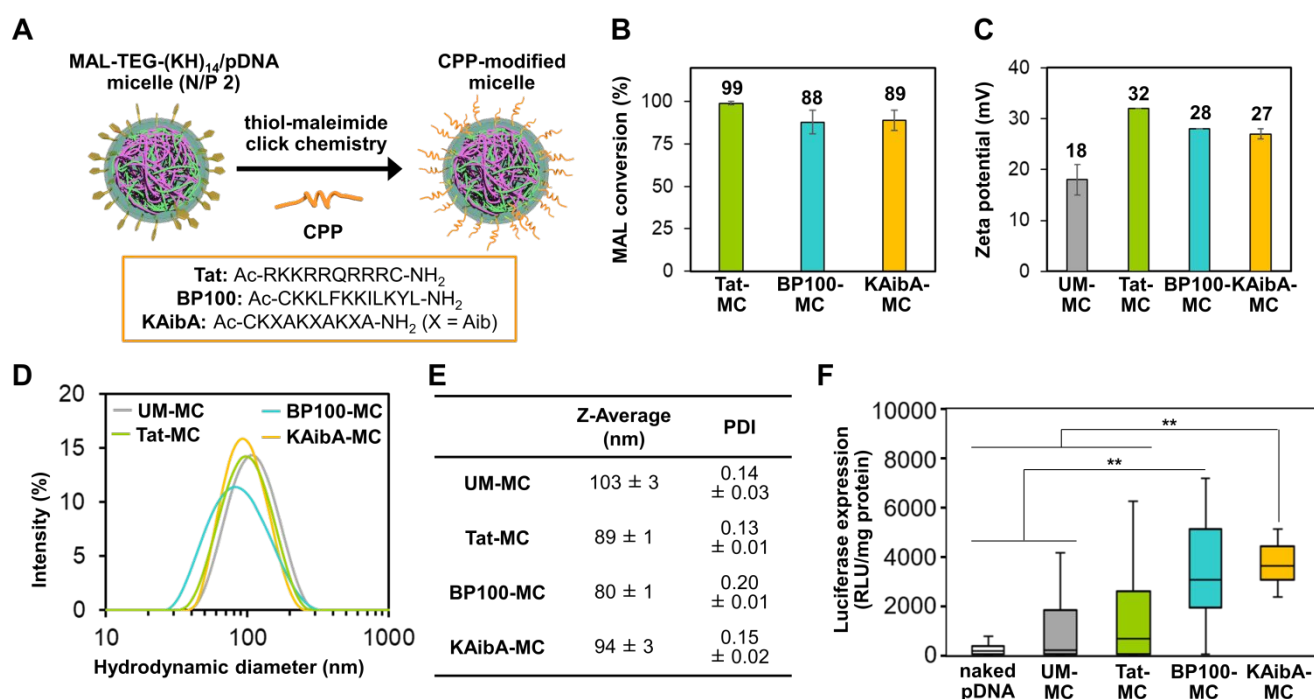 A
MAL-TEG-(KH)14/pDNA
micelle (N/P 2)
thiol-maleimide
click chemistry
CPP
CPP-modified
micelle
Tat: Ac-RKKRRQRRRC-NH2
BP100: Ac-CKKLFKKILKYL-NH2
KAibA: Ac-CKXAKXAKXA-NH2 (X = Aib)
B
MAL conversion (%)
100
75
50
25
0
99
88
89
Tat-
MC
BP100-
MC
KAibA-
MC
C
Zeta potential (mV)
40
30
20
10
0
18
32
28
27
UM-
MC
Tat-
MC
BP100-
MC
KAibA-
MC
D
Intensity (%)
20
15
10
5
0
UM-MC
Tat-MC
BP100-MC
KAibA-MC
10
100
1000
Hydrodynamic diameter (nm)
E
Z-Average
(nm)
PDI
UM-MC
103 ± 3
0.14
± 0.03
Tat-MC
89 ± 1
0.13
± 0.01
BP100-MC
80 ± 1
0.20
± 0.01
KAibA-MC
94 ± 3
0.15
± 0.02
F
Luciferase expression
(RLU/mg protein)
10000
8000
6000
4000
2000
0
**
**
naked
pDNA
UM-
MC
Tat-
MC
BP100-
MC
KAibA-
MC